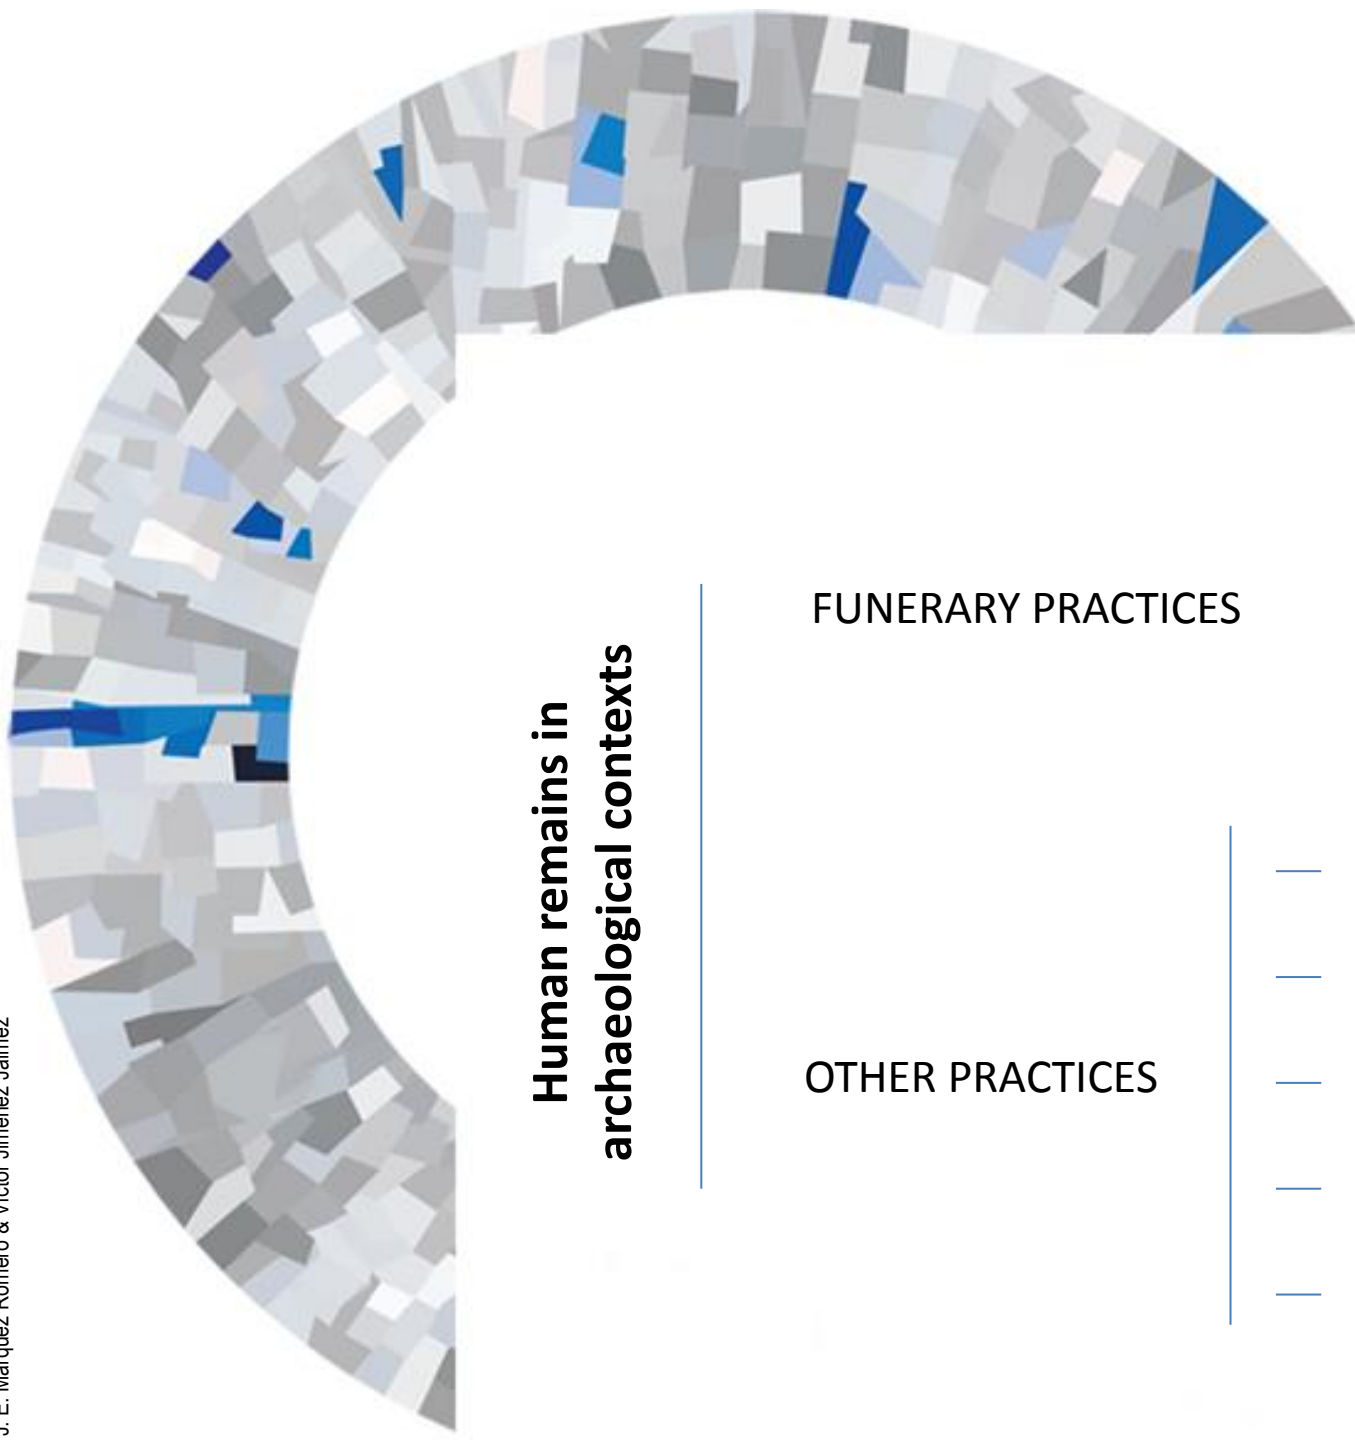 Human remains in
archaeological contexts
FUNERARY PRACTICES
OTHER PRACTICES
J. E. Márquez Romero & Víctor Jiménez Jáimez